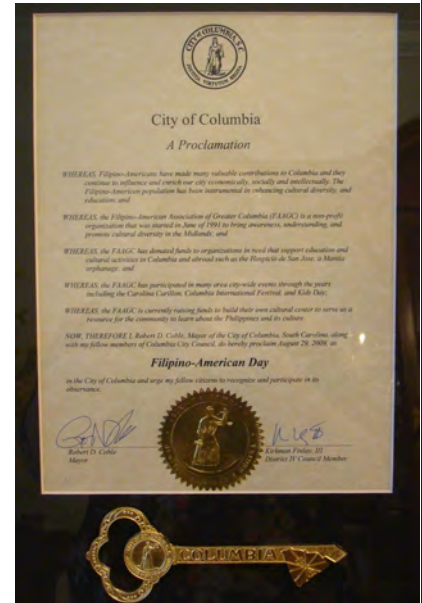 CITY of COLUMBIA, S.C.
JUSTITIA VIRTUTUM REGINA
City of Columbia
A Proclamation
WHEREAS, Filipino-Americans have made many valuable contributions to Columbia and they
continue to influence and enrich our city economically, socially and intellectually. The
Filipino-American population has been instrumental in enhancing cultural diversity, and
education; and
WHEREAS, the Filipino-American Association of Greater Columbia (FAAGC) is a non-profit
organization that was started in June of 1991 to bring awareness, understanding, and
promote cultural diversity in the Midlands; and
WHEREAS, the FAAGC has donated funds to organizations in need that support education and
cultural activities in Columbia and abroad such as the Hospicio de San Jose, a Manila
orphanage; and
WHEREAS, the FAAGC has participated in many area city-wide events through the years
including the Carolina Carillon, Columbia International Festival, and Kids Day;
WHEREAS, the FAAGC is currently raising funds to build their own cultural center to serve as a
resource for the community to learn about the Philippines and its culture.
NOW, THEREFORE I, Robert D. Coble, Mayor of the City of Columbia, South Carolina, along
with my fellow members of Columbia City Council, do hereby proclaim August 28, 2008, as
Filipino-American Day
in the City of Columbia and urge my fellow citizens to recognize and participate in its
observance.
Robert D. Coble
Mayor
Kirkman Finlay, III
District IV Council Member
COLUMBIA